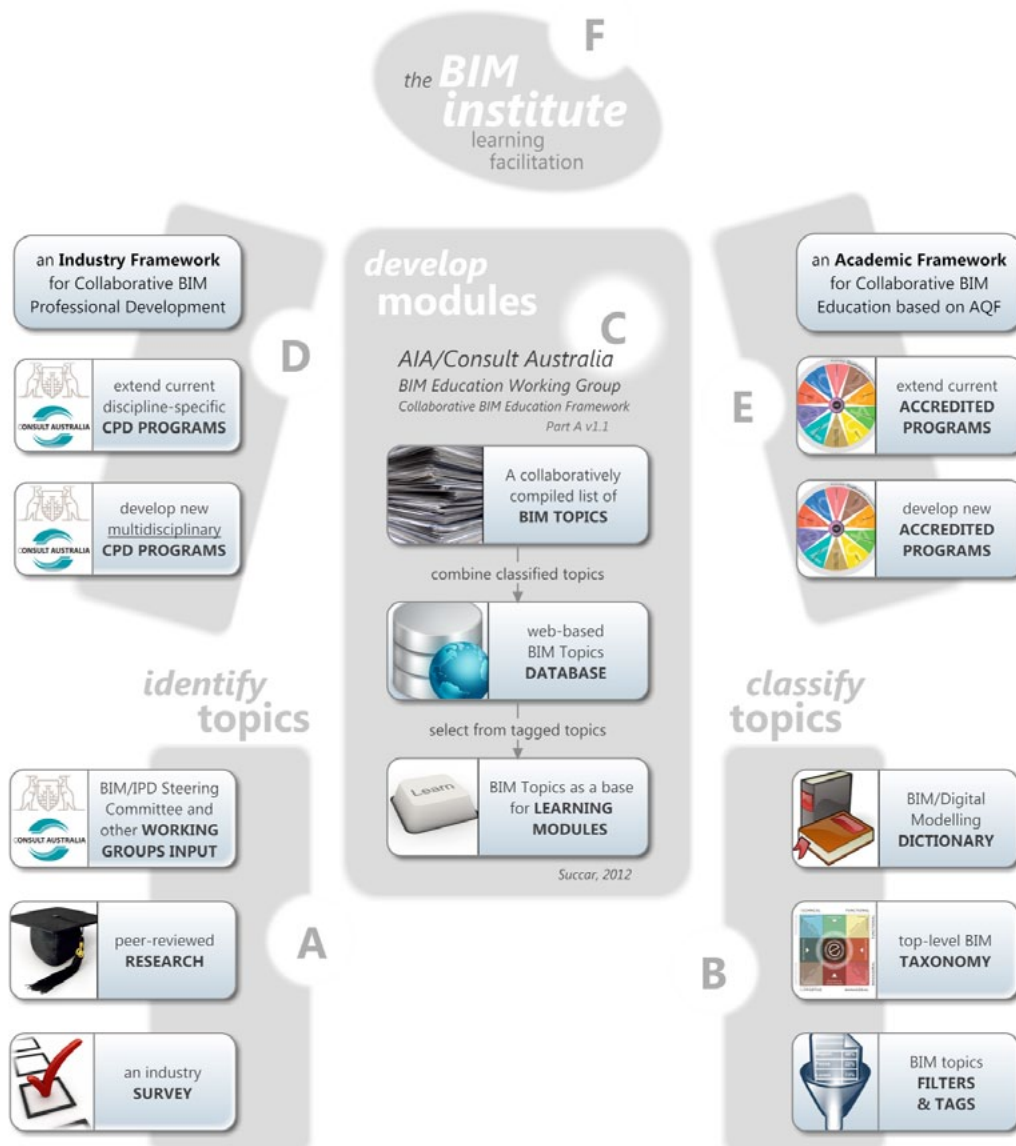 F
the BIM
institute
learning
facilitation
an Industry Framework
for Collaborative BIM
Professional Development
D
extend current
discipline-specific
CPD PROGRAMS
CONSULT AUSTRALIA
develop new
multidisciplinary
CPD PROGRAMS
CONSULT AUSTRALIA
develop
modules
C
AIA/Consult Australia
BIM Education Working Group
Collaborative BIM Education Framework
Part A v1.1
A collaboratively
compiled list of
BIM TOPICS
combine classified topics
web-based
BIM Topics
DATABASE
select from tagged topics
Learn
BIM Topics as a base
for LEARNING
MODULES
Succar, 2012
an Academic Framework
for Collaborative BIM
Education based on AQF
E
extend current
ACCREDITED
PROGRAMS
develop new
ACCREDITED
PROGRAMS
identify
topics
BIM/IPD Steering
Committee and
other WORKING
GROUPS INPUT
CONSULT AUSTRALIA
A
peer-reviewed
RESEARCH
an industry
SURVEY
classify
topics
BIM/Digital
Modelling
DICTIONARY
B
top-level BIM
TAXONOMY
e
BIM topics
FILTERS
& TAGS